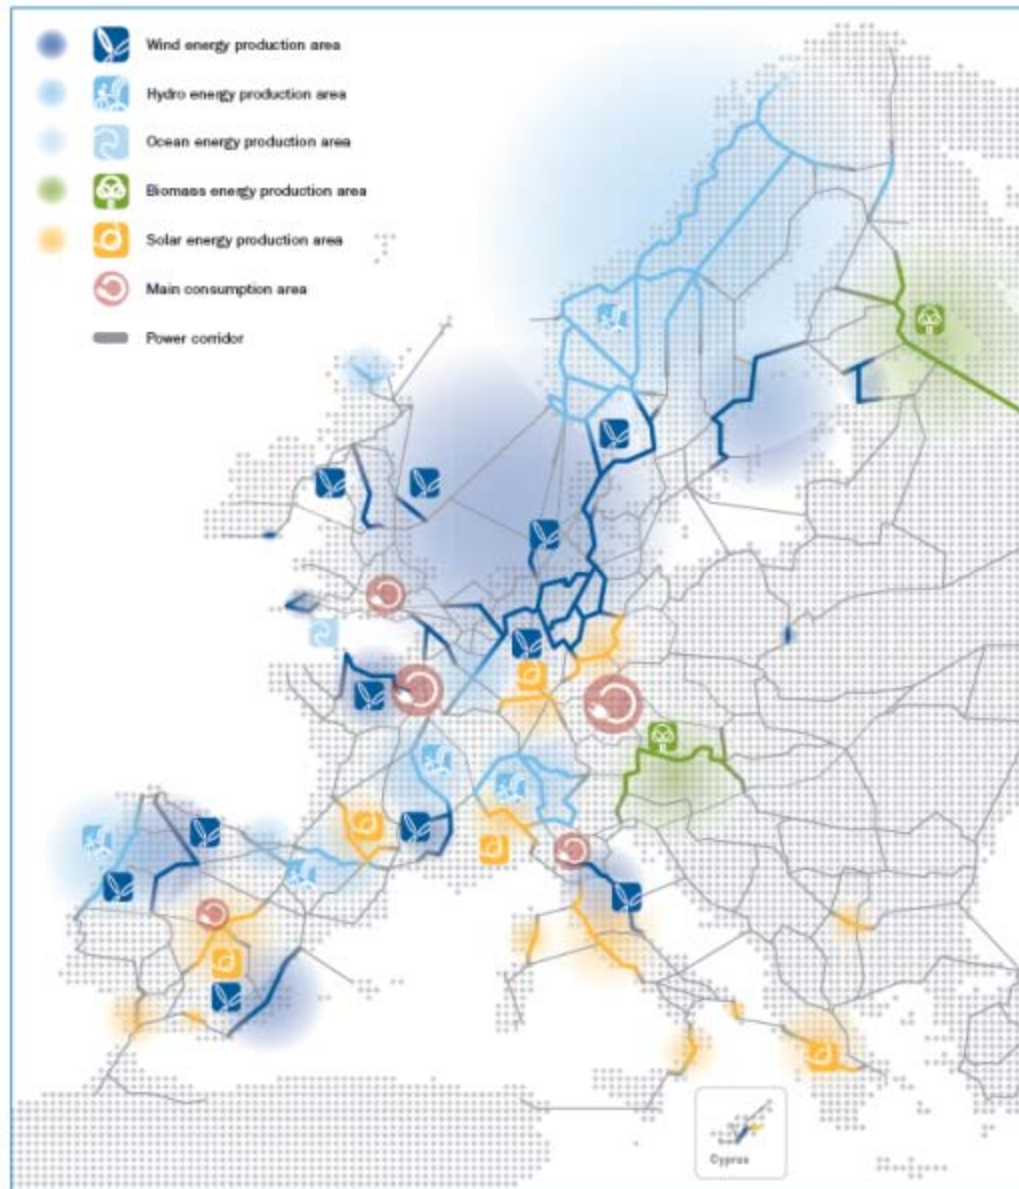 Wind energy production area
Hydro energy production area
Ocean energy production area
Biomass energy production area
Solar energy production area
Main consumption area
Power corridor
Cyprus